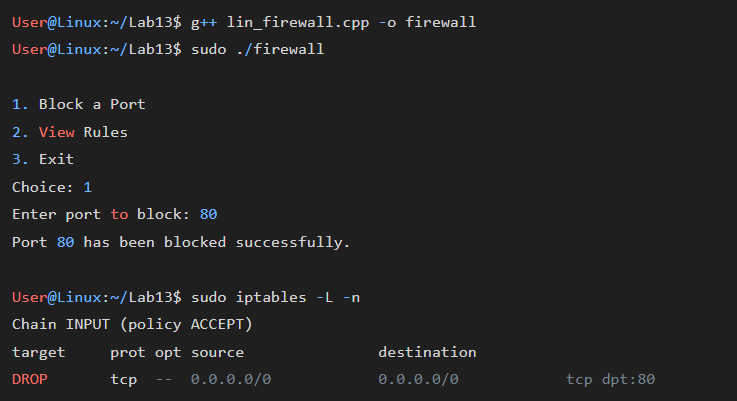 User@Linux:~/Lab13$ g++ lin_firewall.cpp -o firewall
User@Linux:~/Lab13$ sudo ./firewall
1. Block a Port
2. View Rules
3. Exit
Choice: 1
Enter port to block: 80
Port 80 has been blocked successfully.
User@Linux:~/Lab13$ sudo iptables -L -n
Chain INPUT (policy ACCEPT)
target     prot opt source               destination
DROP       tcp  --  0.0.0.0/0            0.0.0.0/0            tcp dpt:80